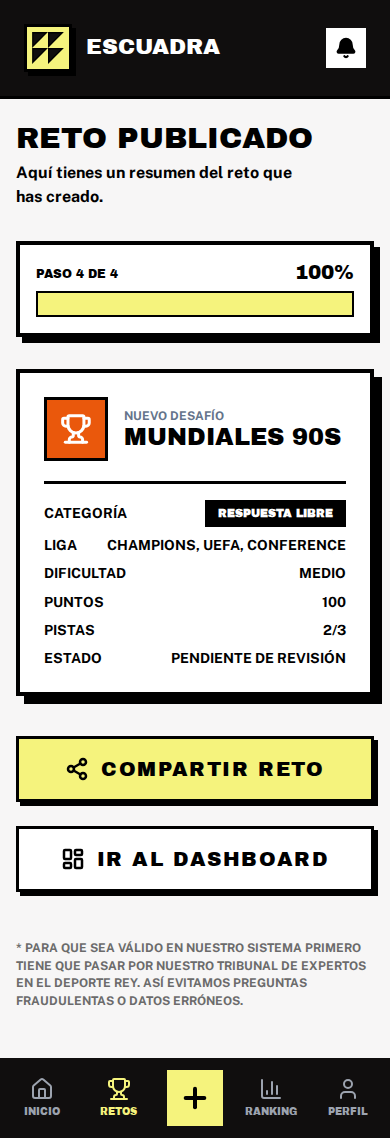 ESCUADRA
RETO PUBLICADO
Aquí tienes un resumen del reto que
has creado.
PASO 4 DE 4 100%
NUEVO DESAFÍO
MUNDIALES 90S
CATEGORÍA RESPUESTA LIBRE
LIGA CHAMPIONS, UEFA, CONFERENCE
DIFICULTAD MEDIO
PUNTOS 100
PISTAS 2/3
ESTADO PENDIENTE DE REVISIÓN
COMPARTIR RETO
IR AL DASHBOARD
* PARA QUE SEA VÁLIDO EN NUESTRO SISTEMA PRIMERO
TIENE QUE PASAR POR NUESTRO TRIBUNAL DE EXPERTOS
EN EL DEPORTE REY. ASÍ EVITAMOS PREGUNTAS
FRAUDULENTAS O DATOS ERRÓNEOS.
INICIO RETOS RANKING PERFIL